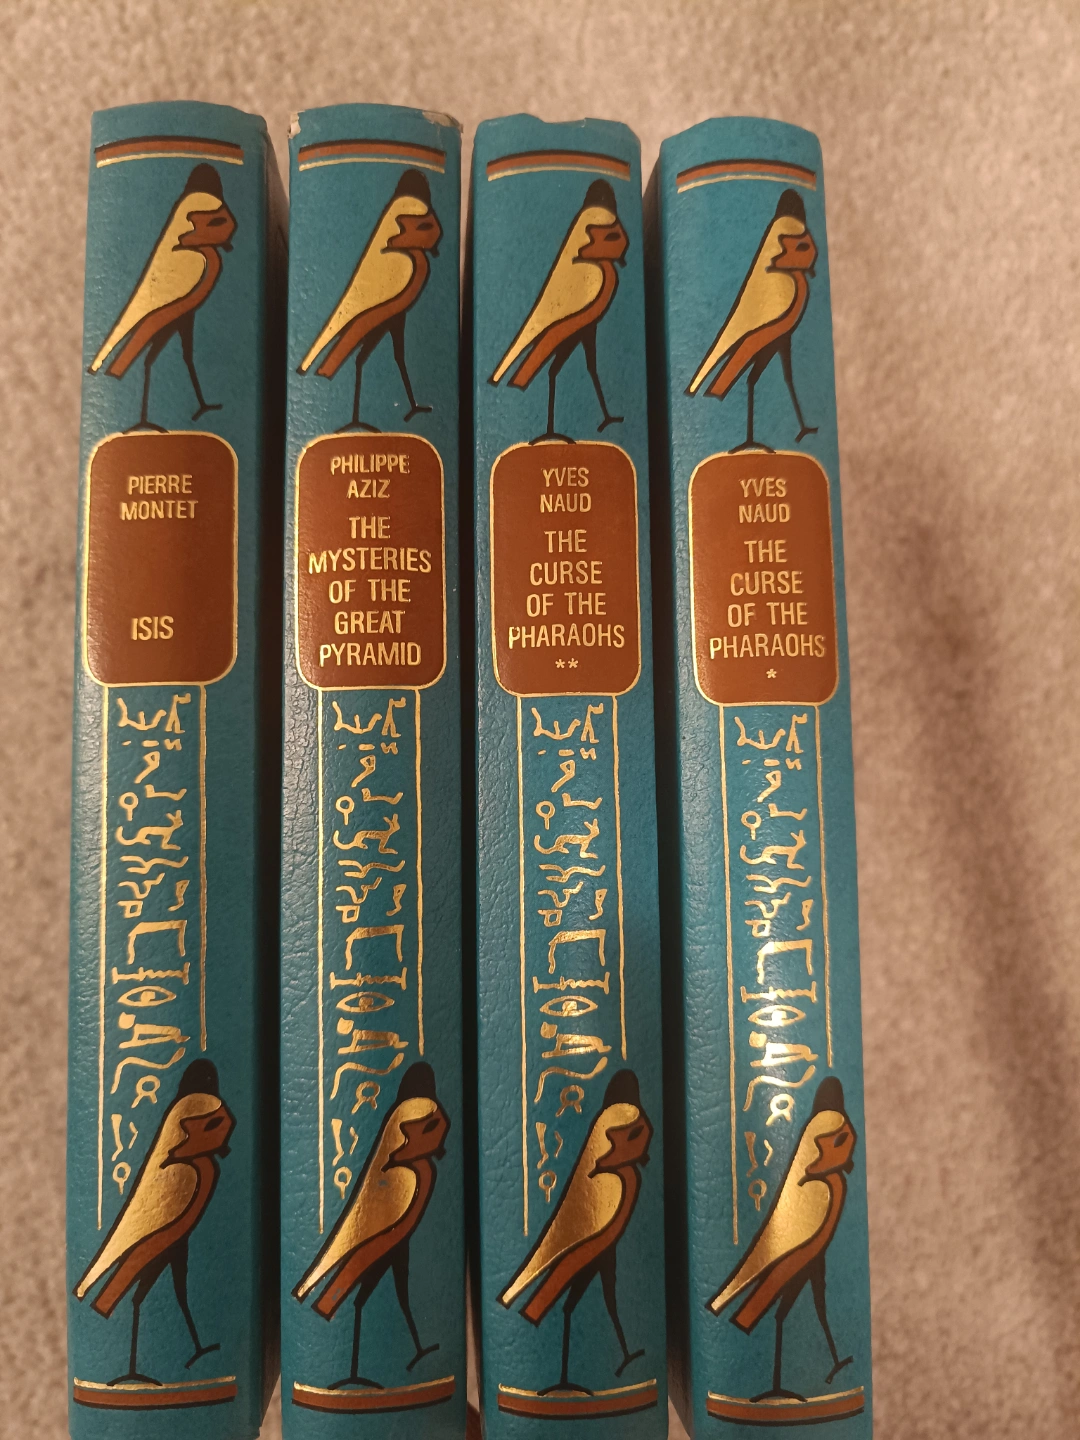 PIERRE
MONTET
ISIS
PHILIPPE
AZIZ
THE
MYSTERIES
OF THE
GREAT
PYRAMID
YVES
NAUD
THE
CURSE
OF THE
PHARAOHS
**
YVES
NAUD
THE
CURSE
OF THE
PHARAOHS
*